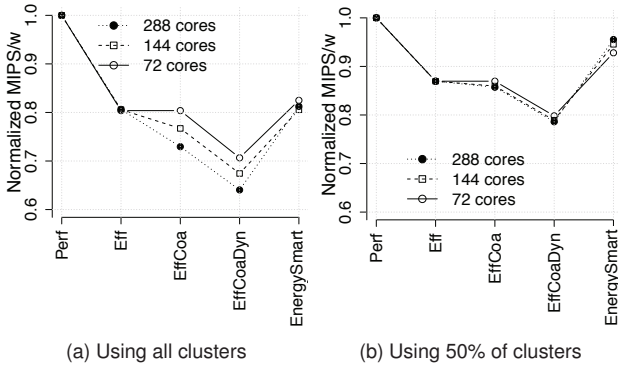 Normalized MIPS/w
1.0
0.9
0.8
0.7
0.6
288 cores
144 cores
72 cores
Perf
Eff
EffCoa
EffCoaDyn
EnergySmart
(a) Using all clusters
Normalized MIPS/w
1.0
0.9
0.8
0.7
0.6
288 cores
144 cores
72 cores
Perf
Eff
EffCoa
EffCoaDyn
EnergySmart
(b) Using 50% of clusters